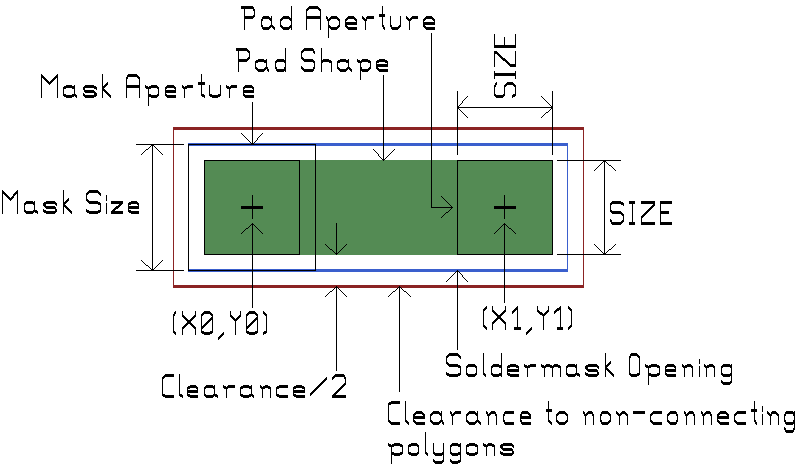 Pad Aperture
Pad Shape
SIZE
Mask Aperture
Mask Size
SIZE
(X0,Y0)
(X1,Y1)
Soldermask Opening
Clearance/2
Clearance to non-connecting
polygons